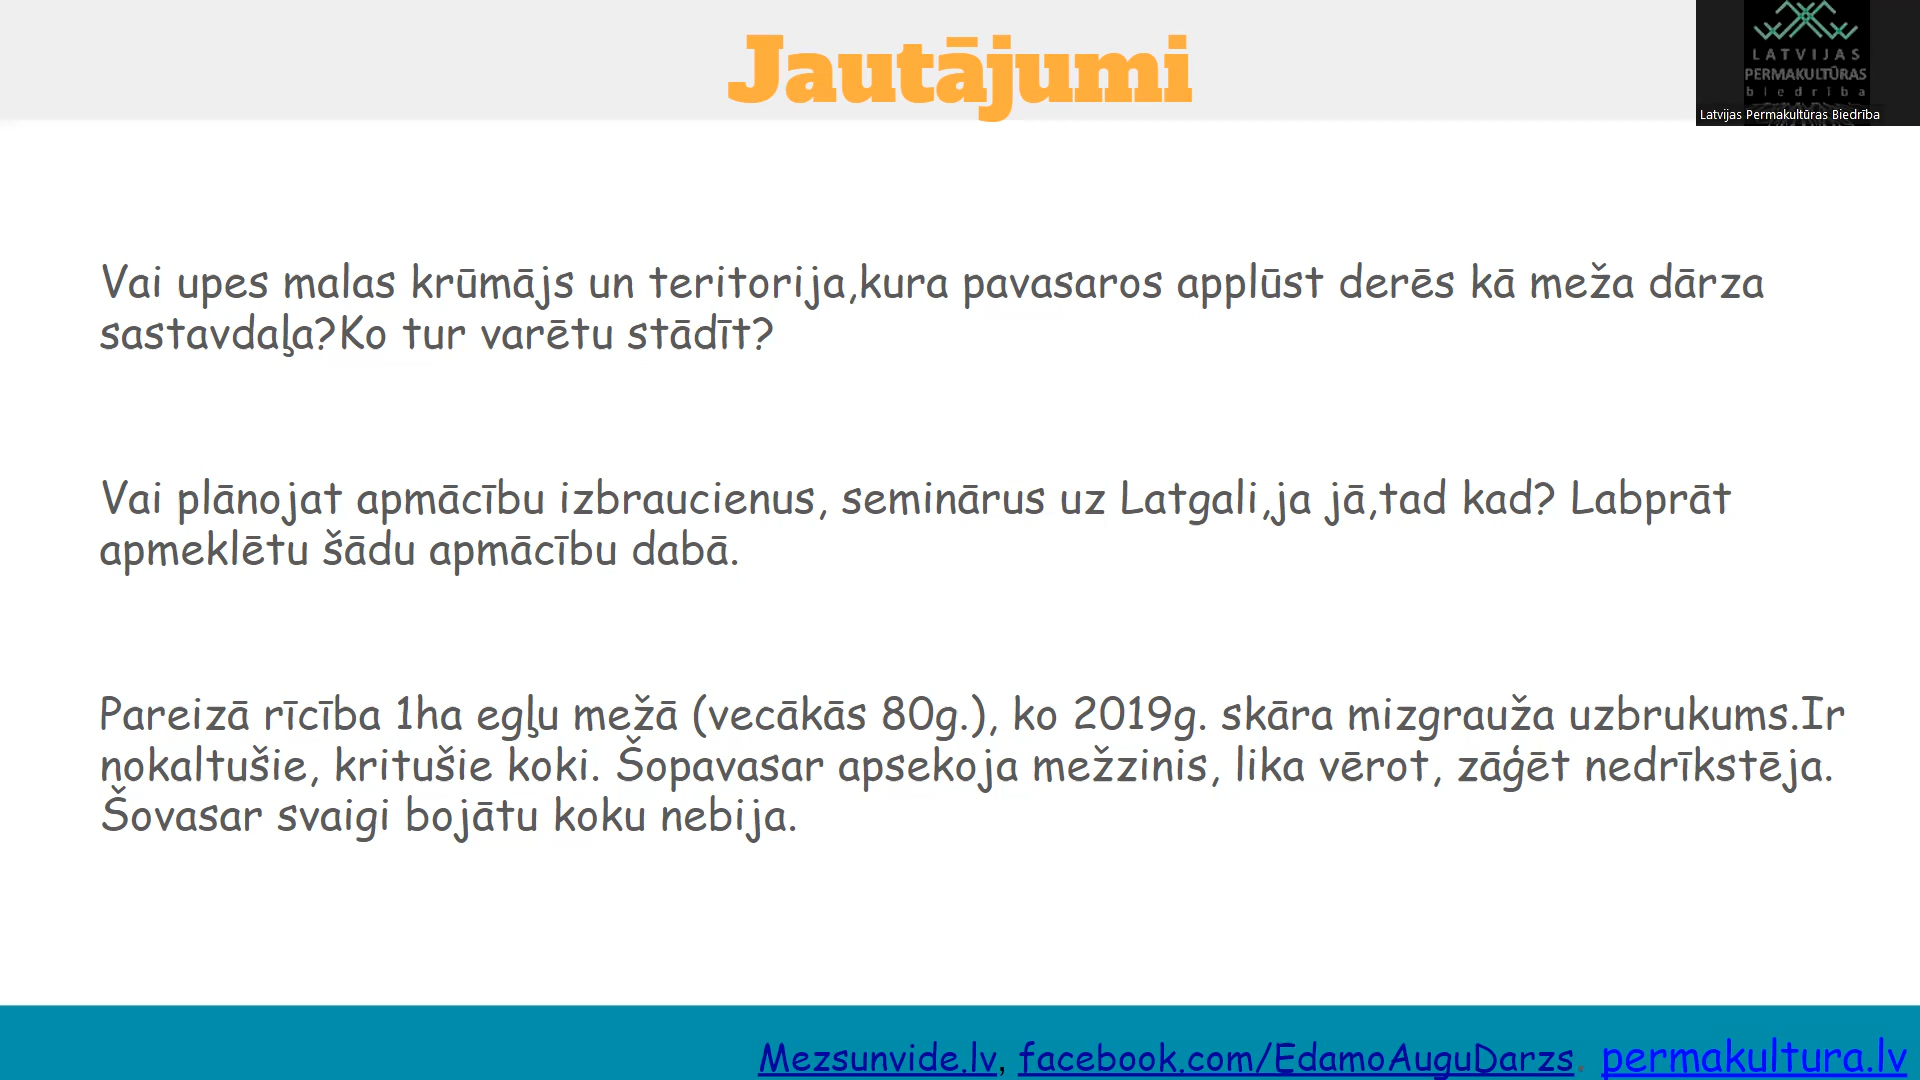 Jautājumi
LATVIJAS
PERMAKULTŪRAS
biedrība
Latvijas Permakultūras Biedrība
Vai upes malas krūmājs un teritorija,kura pavasaros applūst derēs kā meža dārza
sastavdaļa?Ko tur varētu stādīt?
Vai plānojat apmācību izbraucienus, seminārus uz Latgali,ja jā,tad kad? Labprāt
apmeklētu šādu apmācību dabā.
Pareizā rīcība 1ha egļu mežā (vecākās 80g.), ko 2019g. skāra mizgrauža uzbrukums.Ir
nokaltušie, kritušie koki. Šopavasar apsekoja mežzinis, lika vērot, zāģēt nedrīkstēja.
Šovasar svaigi bojātu koku nebija.
Mezsunvide.lv, facebook.com/EdamoAuguDarzs. permakultura.lv